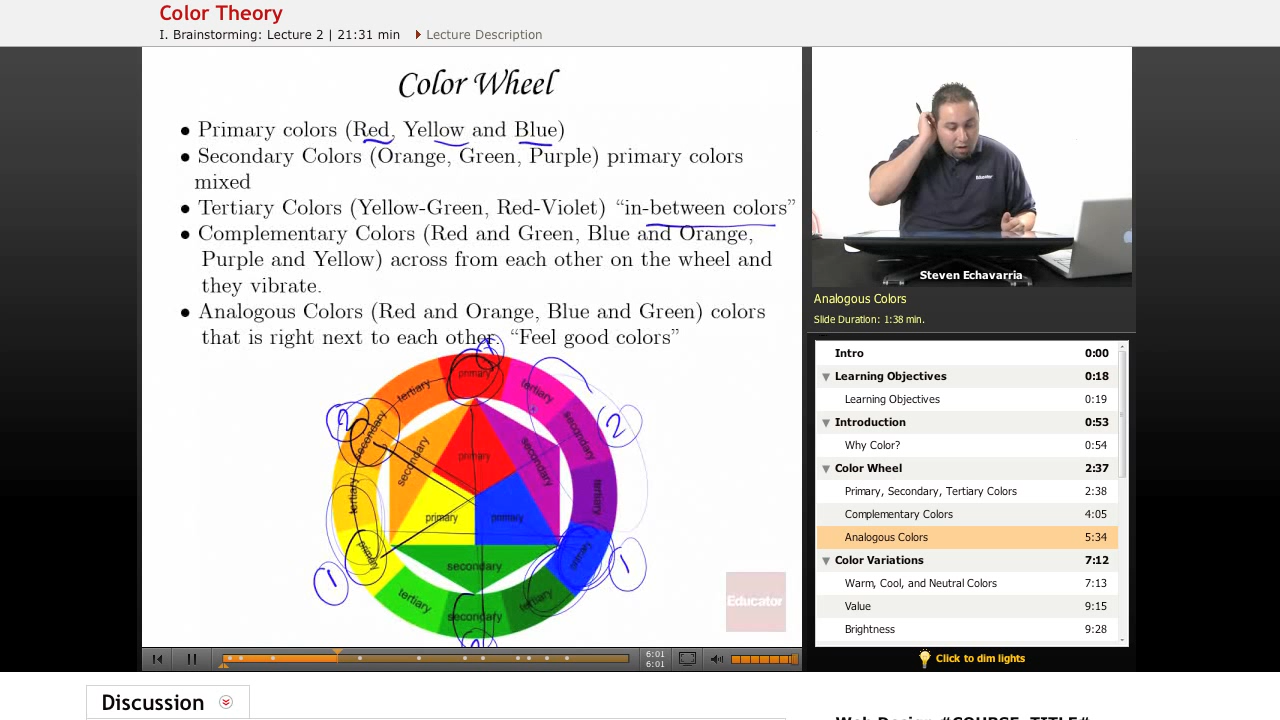 Color Theory
I. Brainstorming: Lecture 2 | 21:31 min Lecture Description
Color Wheel
• Primary colors (Red, Yellow and Blue)
• Secondary Colors (Orange, Green, Purple) primary colors
mixed
• Tertiary Colors (Yellow-Green, Red-Violet) “in-between colors”
• Complementary Colors (Red and Green, Blue and Orange,
Purple and Yellow) across from each other on the wheel and
they vibrate.
• Analogous Colors (Red and Orange, Blue and Green) colors
that is right next to each other. “Feel good colors”
primary
tertiary
tertiary
secondary
secondary
2
2
secondary
secondary
primary
tertiary
tertiary
primary
primary
primary
primary
1
1
secondary
tertiary
tertiary
secondary
Educator
6:01
6:01
Steven Echavarria
Analogous Colors
Slide Duration: 1:38 min.
Intro 0:00
Learning Objectives 0:18
Learning Objectives 0:19
Introduction 0:53
Why Color? 0:54
Color Wheel 2:37
Primary, Secondary, Tertiary Colors 2:38
Complementary Colors 4:05
Analogous Colors 5:34
Color Variations 7:12
Warm, Cool, and Neutral Colors 7:13
Value 9:15
Brightness 9:28
Click to dim lights
Discussion
Web Design #COURSE_TITLE#